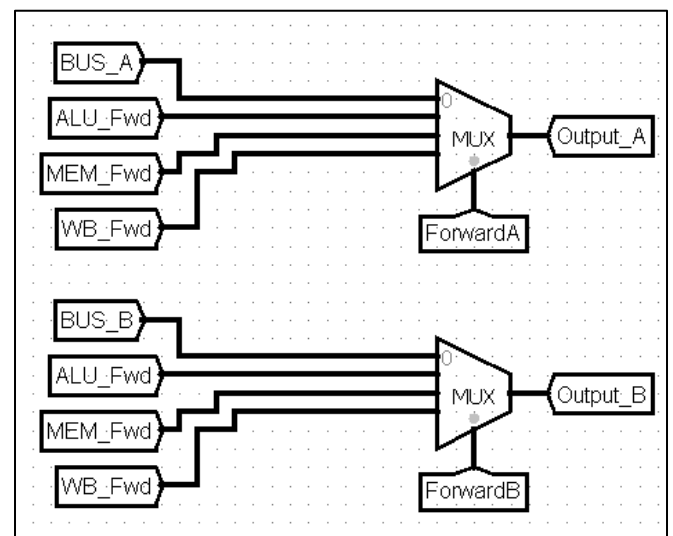 BUS_A
0
ALU_Fwd
MUX
Output_A
MEM_Fwd
WB_Fwd
ForwardA
BUS_B
0
ALU_Fwd
MUX
Output_B
MEM_Fwd
WB_Fwd
ForwardB